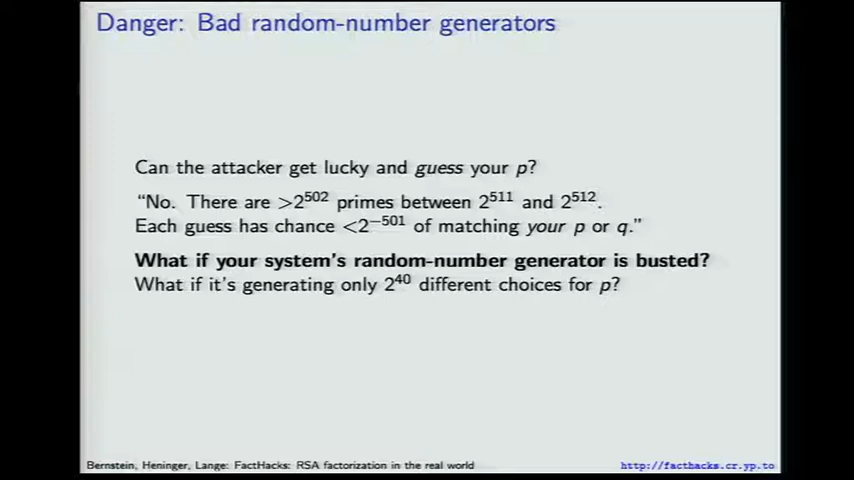 Danger: Bad random-number generators
Can the attacker get lucky and guess your p?
“No. There are >2^502 primes between 2^511 and 2^512.
Each guess has chance <2^−501 of matching your p or q.”
What if your system's random-number generator is busted?
What if it's generating only 2^40 different choices for p?
Bernstein, Heninger, Lange: FactHacks: RSA factorization in the real world
http://facthacks.cr.yp.to